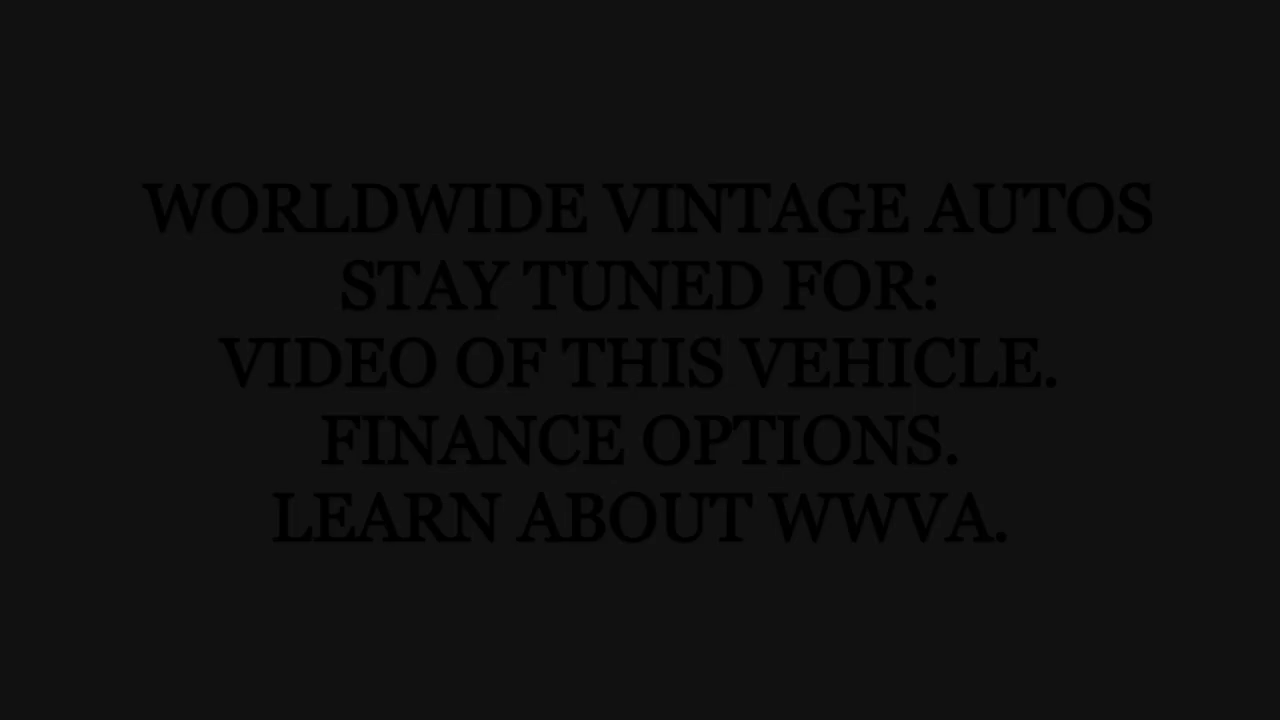 WORLDWIDE VINTAGE AUTOS
STAY TUNED FOR:
VIDEO OF THIS VEHICLE.
FINANCE OPTIONS.
LEARN ABOUT WWVA.